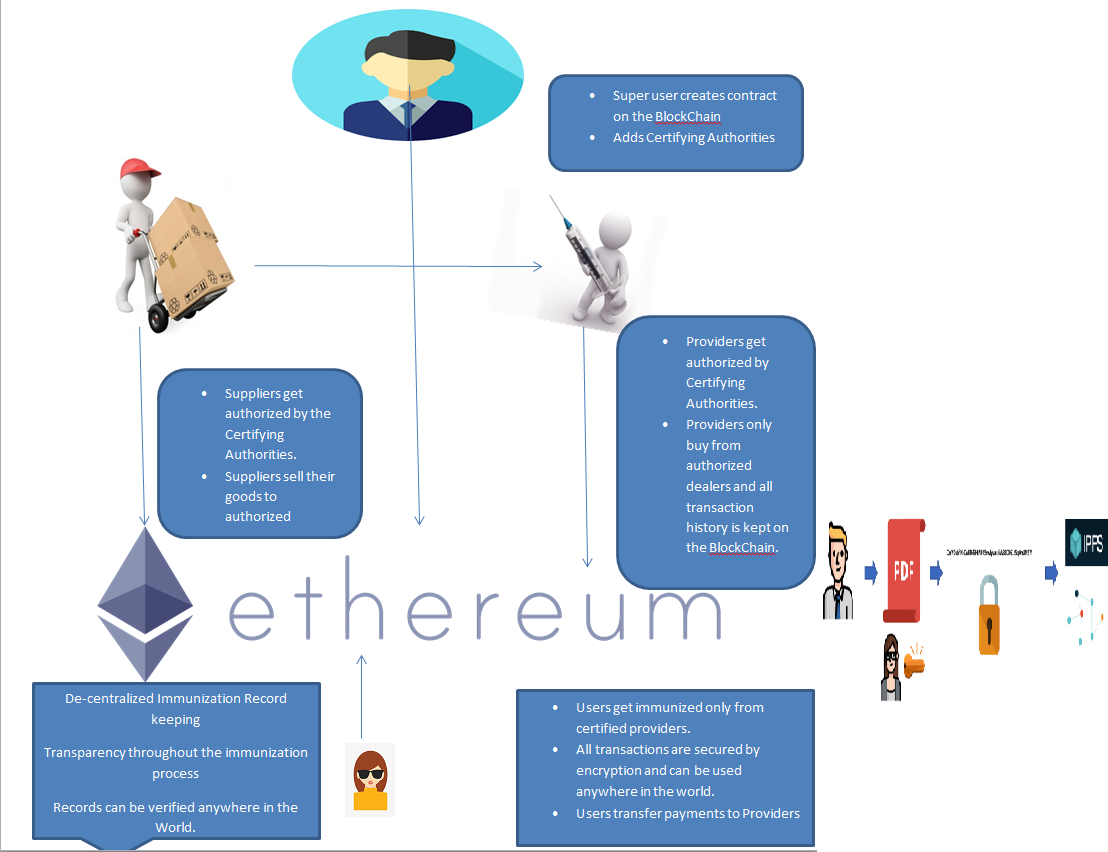 Super user creates contract
on the BlockChain
Adds Certifying Authorities
Providers get
authorized by
Certifying
Authorities.
Providers only
buy from
authorized
dealers and all
transaction
history is kept on
the BlockChain.
Suppliers get
authorized by the
Certifying
Authorities.
Suppliers sell their
goods to
authorized
PDF
IPFS
ethereum
De-centralized Immunization Record
keeping
Transparency throughout the immunization
process
Records can be verified anywhere in the
World.
Users get immunized only from
certified providers.
All transactions are secured by
encryption and can be used
anywhere in the world.
Users transfer payments to Providers